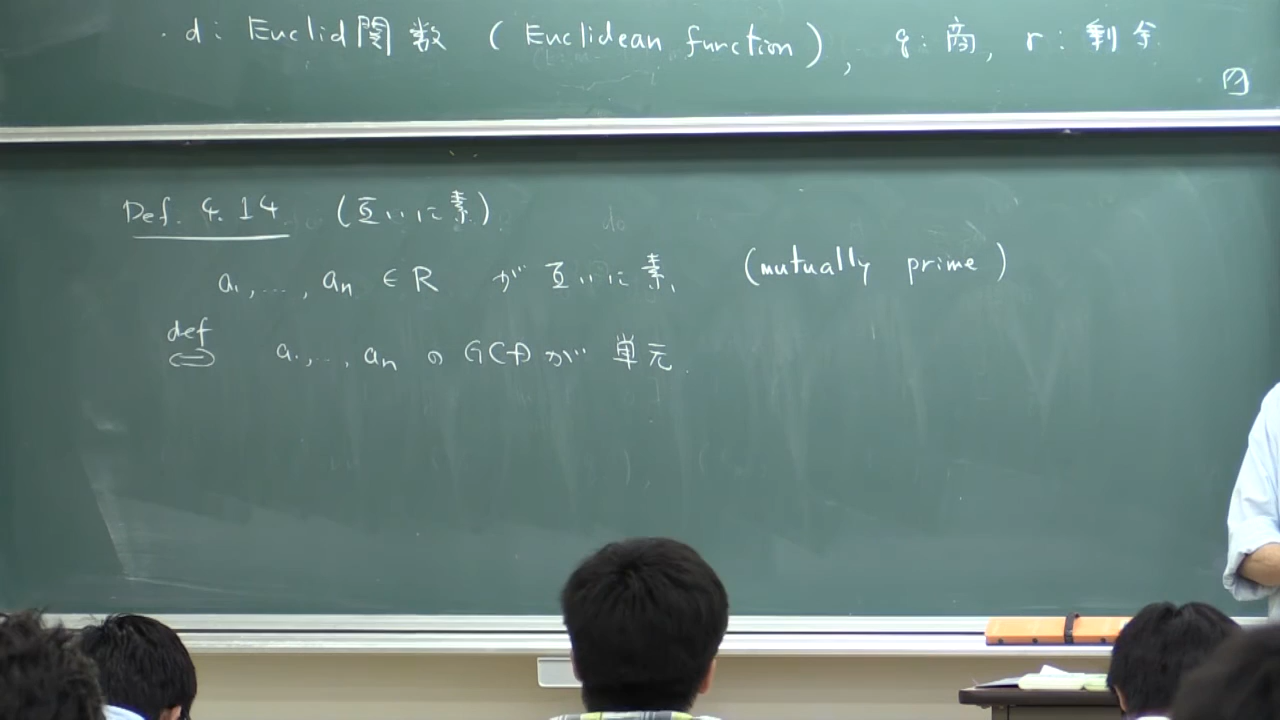 ・d : Euclid関数 (Euclidean function), q : 商, r : 剰余
Def. 4.14 (互いに素)
a₁, ..., aₙ ∈ R が 互いに素 (mutually prime)
def
⇔ a₁, ..., aₙ の GCD が 単元.